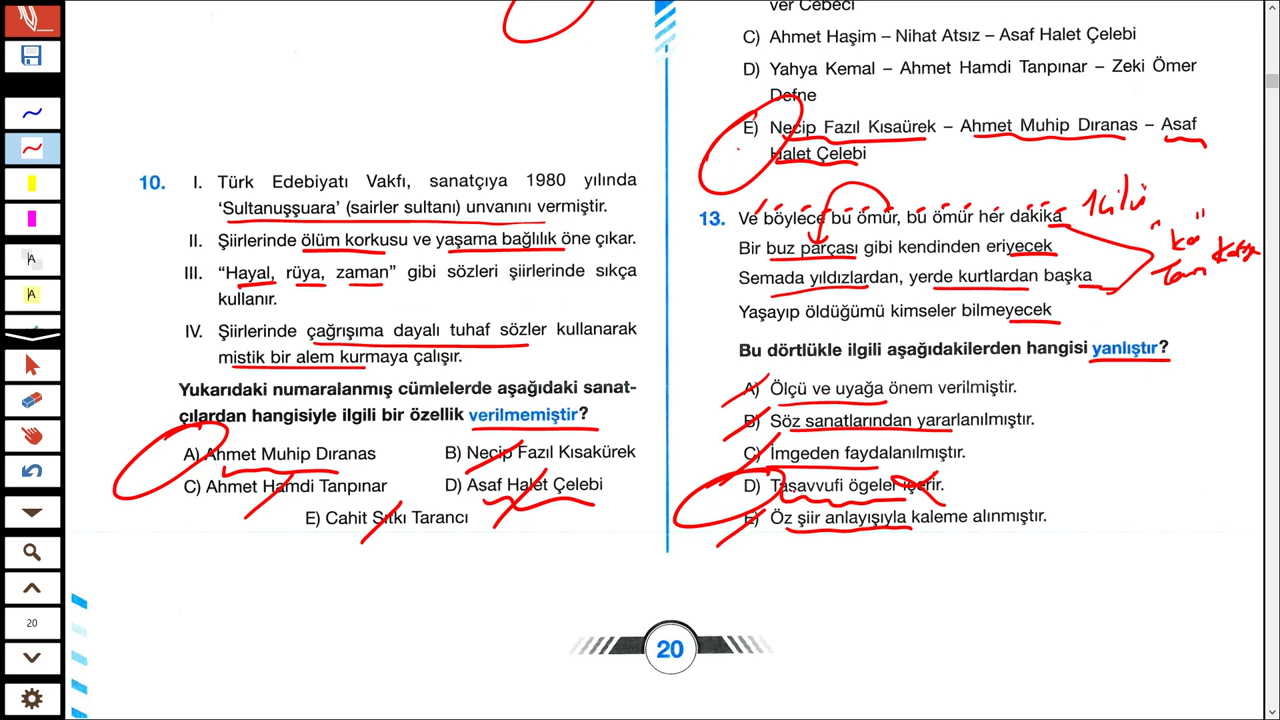 10. I. Türk Edebiyatı Vakfı, sanatçıya 1980 yılında
‘Sultanuşşuara’ (sairler sultanı) unvanını vermiştir.
II. Şiirlerinde ölüm korkusu ve yaşama bağlılık öne çıkar.
III. “Hayal, rüya, zaman” gibi sözleri şiirlerinde sıkça
kullanır.
IV. Şiirlerinde çağrışıma dayalı tuhaf sözler kullanarak
mistik bir alem kurmaya çalışır.
Yukarıdaki numaralanmış cümlelerde aşağıdaki sanat-
çılardan hangisiyle ilgili bir özellik verilmemiştir?
A) Ahmet Muhip Dıranas B) Necip Fazıl Kısakürek
C) Ahmet Hamdi Tanpınar D) Asaf Halet Çelebi
E) Cahit Sıtkı Tarancı
ver Cebeci
C) Ahmet Haşim – Nihat Atsız – Asaf Halet Çelebi
D) Yahya Kemal – Ahmet Hamdi Tanpınar – Zeki Ömer
Defne
E) Necip Fazıl Kısaürek – Ahmet Muhip Dıranas – Asaf
Halet Çelebi
13. Ve böylece bu ömür, bu ömür her dakika
Bir buz parçası gibi kendinden eriyecek
Semada yıldızlardan, yerde kurtlardan başka
Yaşayıp öldüğümü kimseler bilmeyecek
"ka"
Bu dörtlükle ilgili aşağıdakilerden hangisi yanlıştır?
A) Ölçü ve uyağa önem verilmiştir.
B) Söz sanatlarından yararlanılmıştır.
C) İmgeden faydalanılmıştır.
D) Tasavvufi ögeler içerir.
E) Öz şiir anlayışıyla kaleme alınmıştır.
20
A
A
20